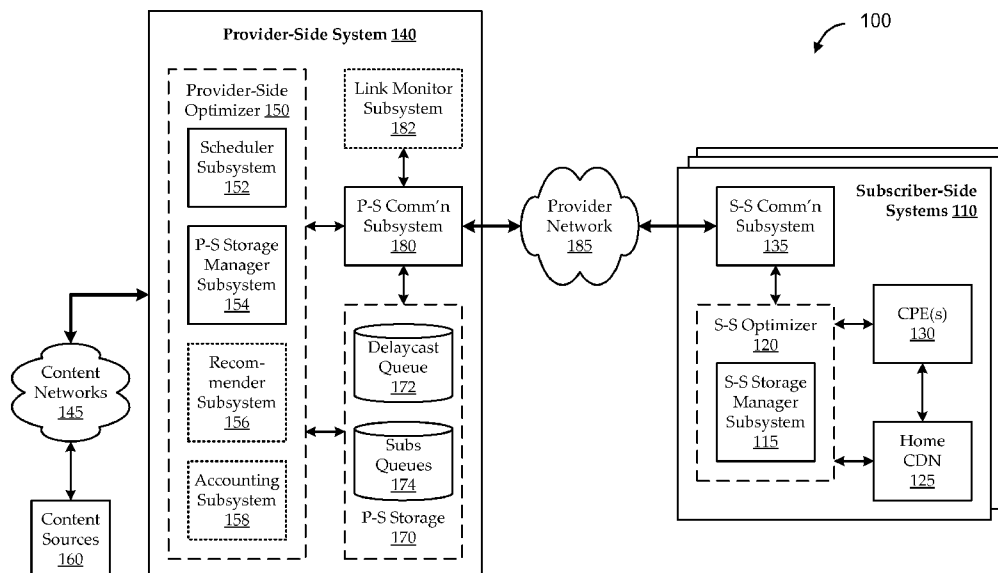 100
Provider-Side System 140
Provider-Side
Optimizer 150
Scheduler
Subsystem
152
P-S Storage
Manager
Subsystem
154
Recom-
mender
Subsystem
156
Accounting
Subsystem
158
Link Monitor
Subsystem
182
P-S Comm'n
Subsystem
180
Delaycast
Queue
172
Subs
Queues
174
P-S Storage
170
Content
Networks
145
Content
Sources
160
Provider
Network
185
Subscriber-Side
Systems 110
S-S Comm'n
Subsystem
135
S-S Optimizer
120
S-S Storage
Manager
Subsystem
115
CPE(s)
130
Home
CDN
125